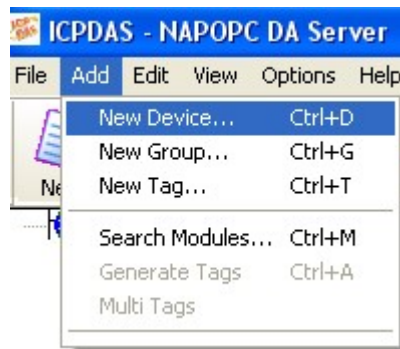 ICPDAS - NAPOPC DA Server
File Add Edit View Options Help
New Device... Ctrl+D
New Group... Ctrl+G
New Tag... Ctrl+T
Search Modules... Ctrl+M
Generate Tags Ctrl+A
Multi Tags